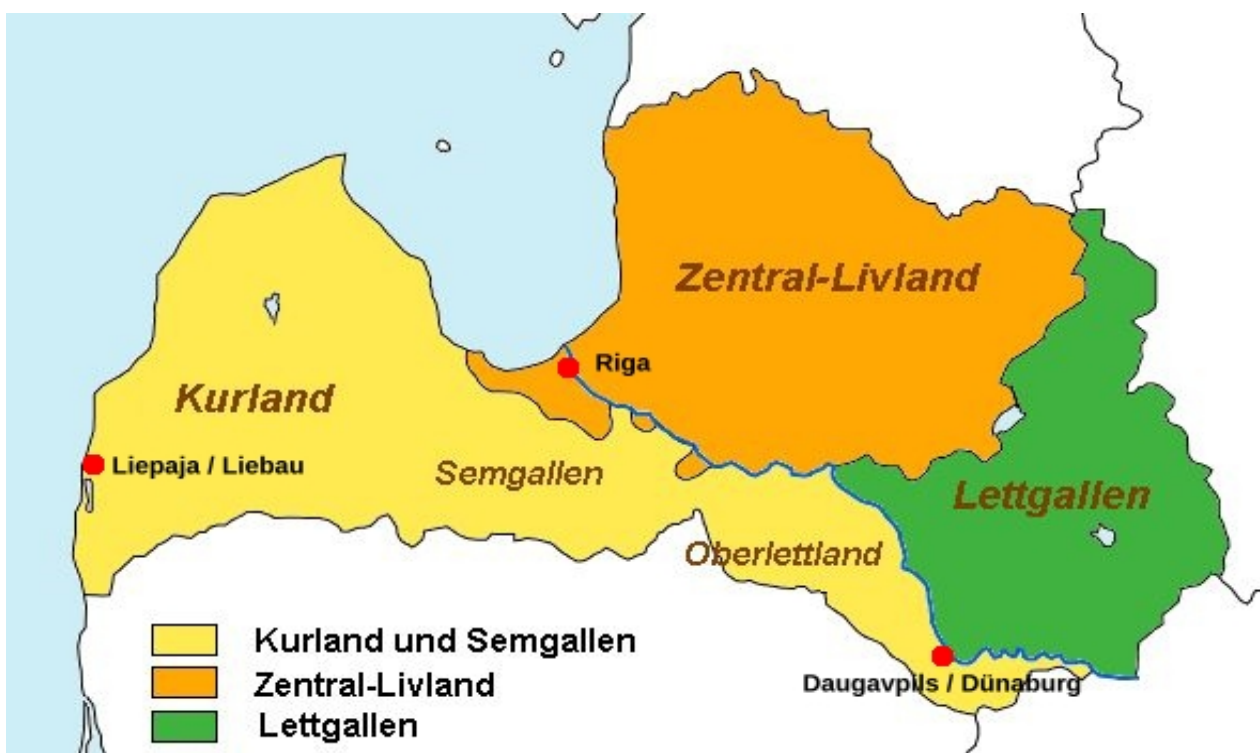 Zentral-Livland
Riga
Kurland
Liepaja / Liebau
Semgallen
Lettgallen
Oberlettland
Daugavpils / Dünaburg
Kurland und Semgallen
Zentral-Livland
Lettgallen